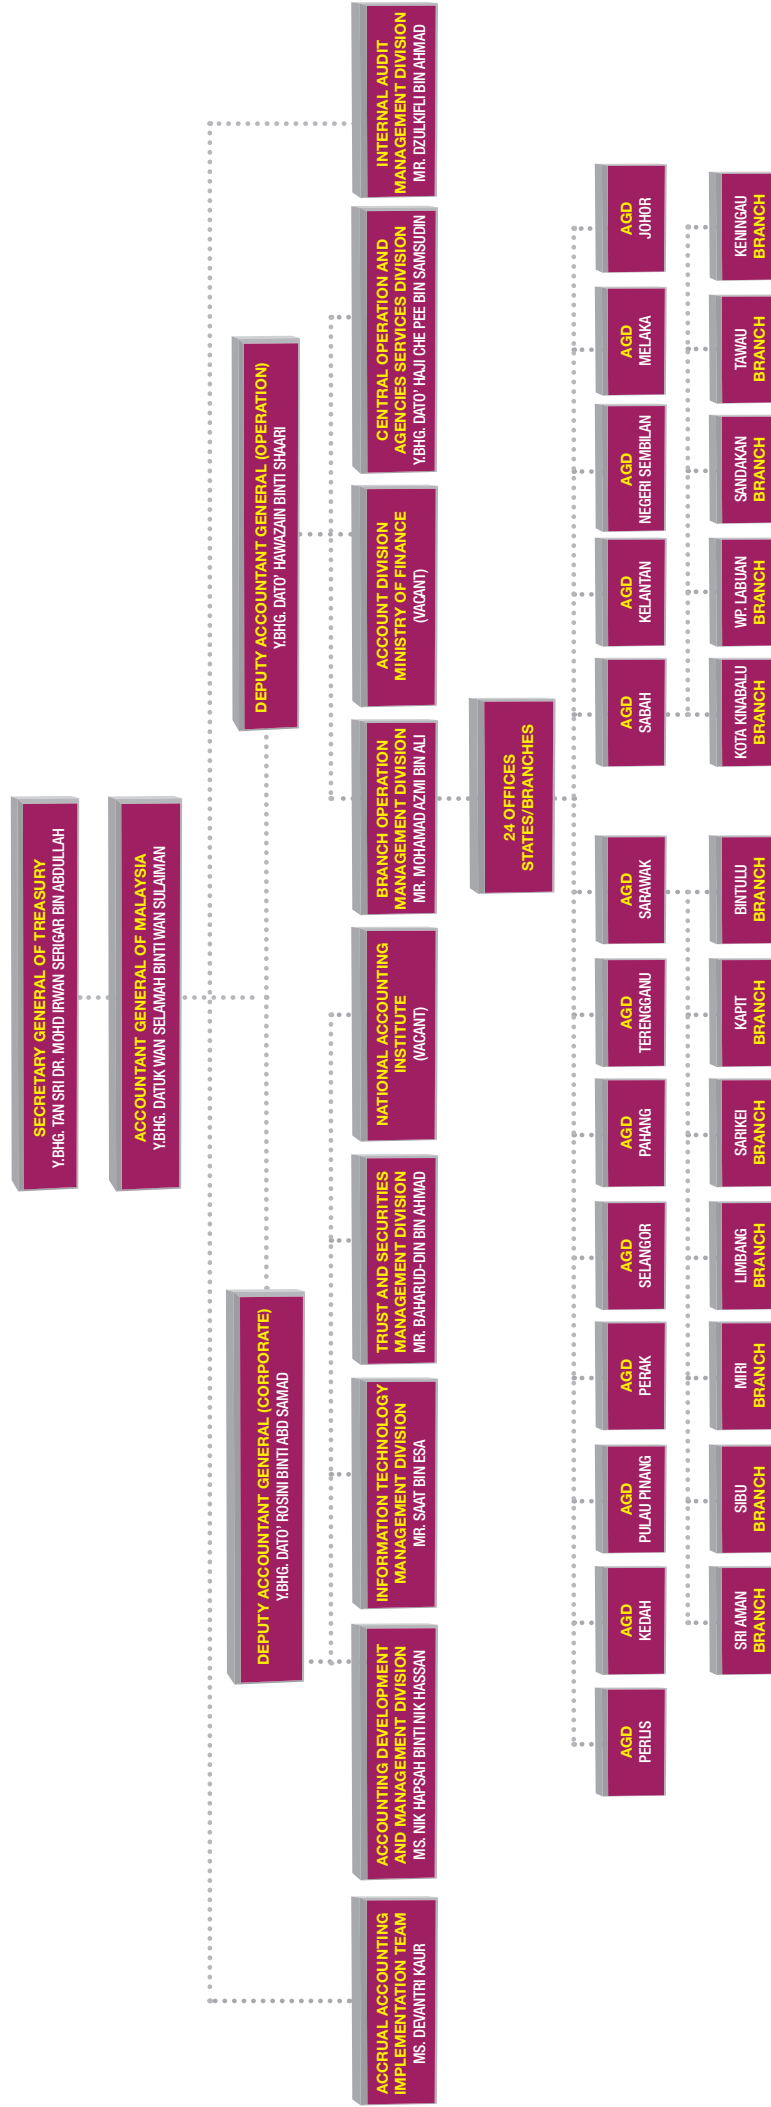 SECRETARY GENERAL OF TREASURY
Y.BHG. TAN SRI DR. MOHD IRWAN SERIGAR BIN ABDULLAH
ACCOUNTANT GENERAL OF MALAYSIA
Y.BHG. DATUK WAN SELAMAH BINTI WAN SULAIMAN
DEPUTY ACCOUNTANT GENERAL (CORPORATE)
Y.BHG. DATO' ROSINI BINTI ABD SAMAD
DEPUTY ACCOUNTANT GENERAL (OPERATION)
Y.BHG. DATO' HAWAZAIN BINTI SHAARI
ACCRUAL ACCOUNTING
IMPLEMENTATION TEAM
MS. DEVANTRI KAUR
ACCOUNTING DEVELOPMENT
AND MANAGEMENT DIVISION
MS. NIK HAPSAH BINTI NIK HASSAN
INFORMATION TECHNOLOGY
MANAGEMENT DIVISION
MR. SAAT BIN ESA
TRUST AND SECURITIES
MANAGEMENT DIVISION
MR. BAHARUD-DIN BIN AHMAD
NATIONAL ACCOUNTING
INSTITUTE
(VACANT)
BRANCH OPERATION
MANAGEMENT DIVISION
MR. MOHAMAD AZMI BIN ALI
ACCOUNT DIVISION
MINISTRY OF FINANCE
(VACANT)
CENTRAL OPERATION AND
AGENCIES SERVICES DIVISION
Y.BHG. DATO' HAJI CHE PEE BIN SAMSUDIN
INTERNAL AUDIT
MANAGEMENT DIVISION
MR. DZULKIFLI BIN AHMAD
24 OFFICES
STATES/BRANCHES
AGD
PERLIS
AGD
KEDAH
AGD
PULAU PINANG
AGD
PERAK
AGD
SELANGOR
AGD
PAHANG
AGD
TERENGGANU
AGD
SARAWAK
AGD
SABAH
AGD
KELANTAN
AGD
NEGERI SEMBILAN
AGD
MELAKA
AGD
JOHOR
SRI AMAN
BRANCH
SIBU
BRANCH
MIRI
BRANCH
LIMBANG
BRANCH
SARIKEI
BRANCH
KAPIT
BRANCH
BINTULU
BRANCH
KOTA KINABALU
BRANCH
WP. LABUAN
BRANCH
SANDAKAN
BRANCH
TAWAU
BRANCH
KENINGAU
BRANCH